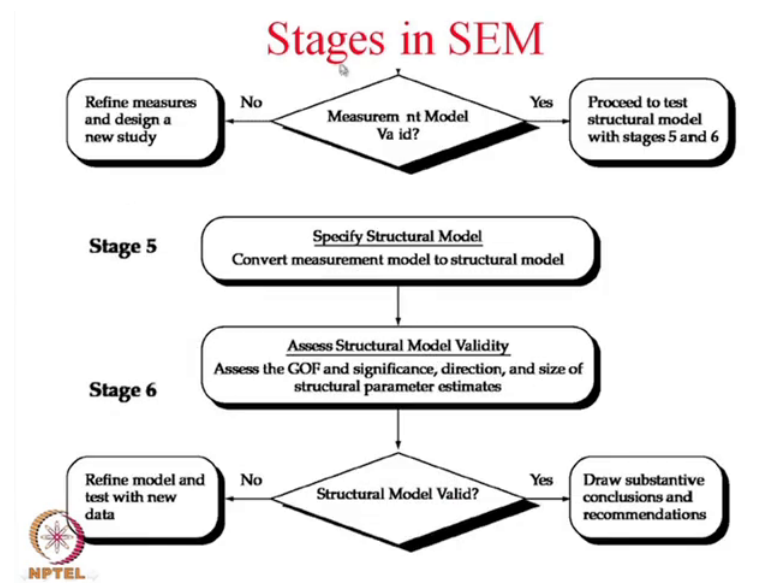 Stages in SEM
Refine measures
and design a
new study
No
Measurem nt Model
Va id?
Yes
Proceed to test
structural model
with stages 5 and 6
Stage 5
Specify Structural Model
Convert measurement model to structural model
Assess Structural Model Validity
Assess the GOF and significance, direction, and size of
structural parameter estimates
Stage 6
Refine model and
test with new
data
No
Structural Model Valid?
Yes
Draw substantive
conclusions and
recommendations
NPTEL